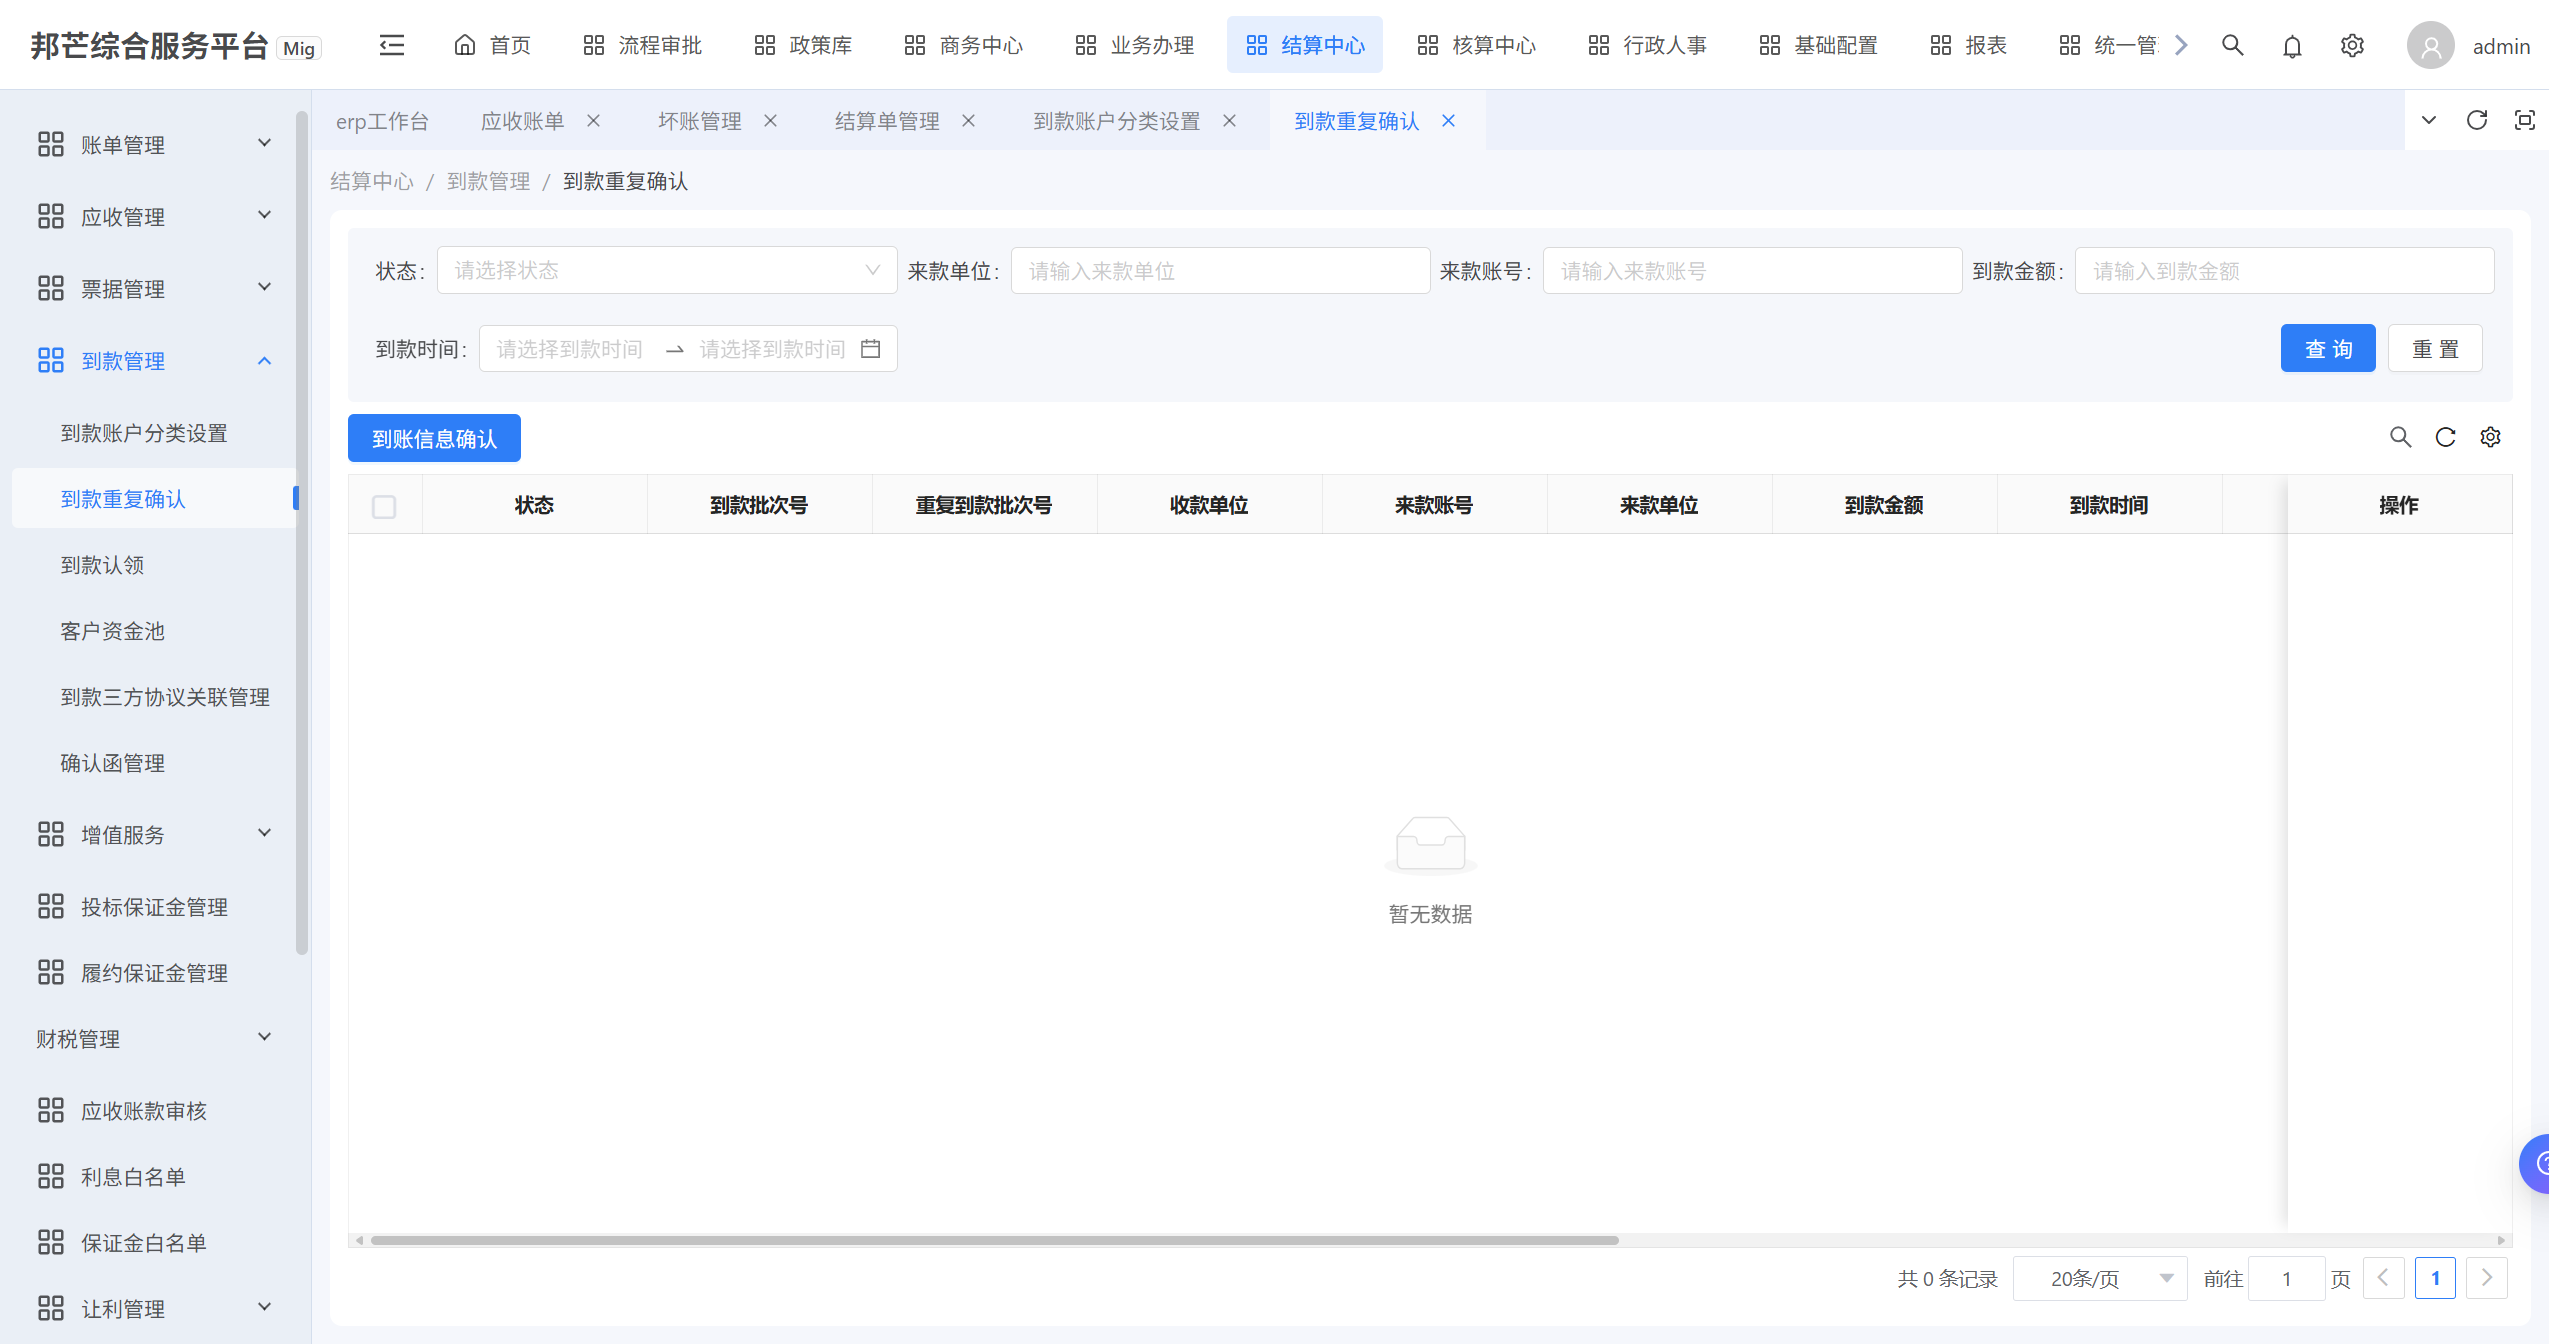 邦芒综合服务平台 Mig
首页 流程审批 政策库 商务中心 业务办理 结算中心 核算中心 行政人事 基础配置 报表 统一管 admin
erp工作台 应收账单 坏账管理 结算单管理 到款账户分类设置 到款重复确认
结算中心 / 到款管理 / 到款重复确认
账单管理
应收管理
票据管理
到款管理
到款账户分类设置
到款重复确认
到款认领
客户资金池
到款三方协议关联管理
确认函管理
增值服务
投标保证金管理
履约保证金管理
财税管理
应收账款审核
利息白名单
保证金白名单
让利管理
状态: 请选择状态 来款单位: 请输入来款单位 来款账号: 请输入来款账号 到款金额: 请输入到款金额
到款时间: 请选择到款时间 请选择到款时间 查 询 重 置
到账信息确认
状态 到款批次号 重复到款批次号 收款单位 来款账号 来款单位 到款金额 到款时间 操作
暂无数据
共 0 条记录 20条/页 前往 1 页 1